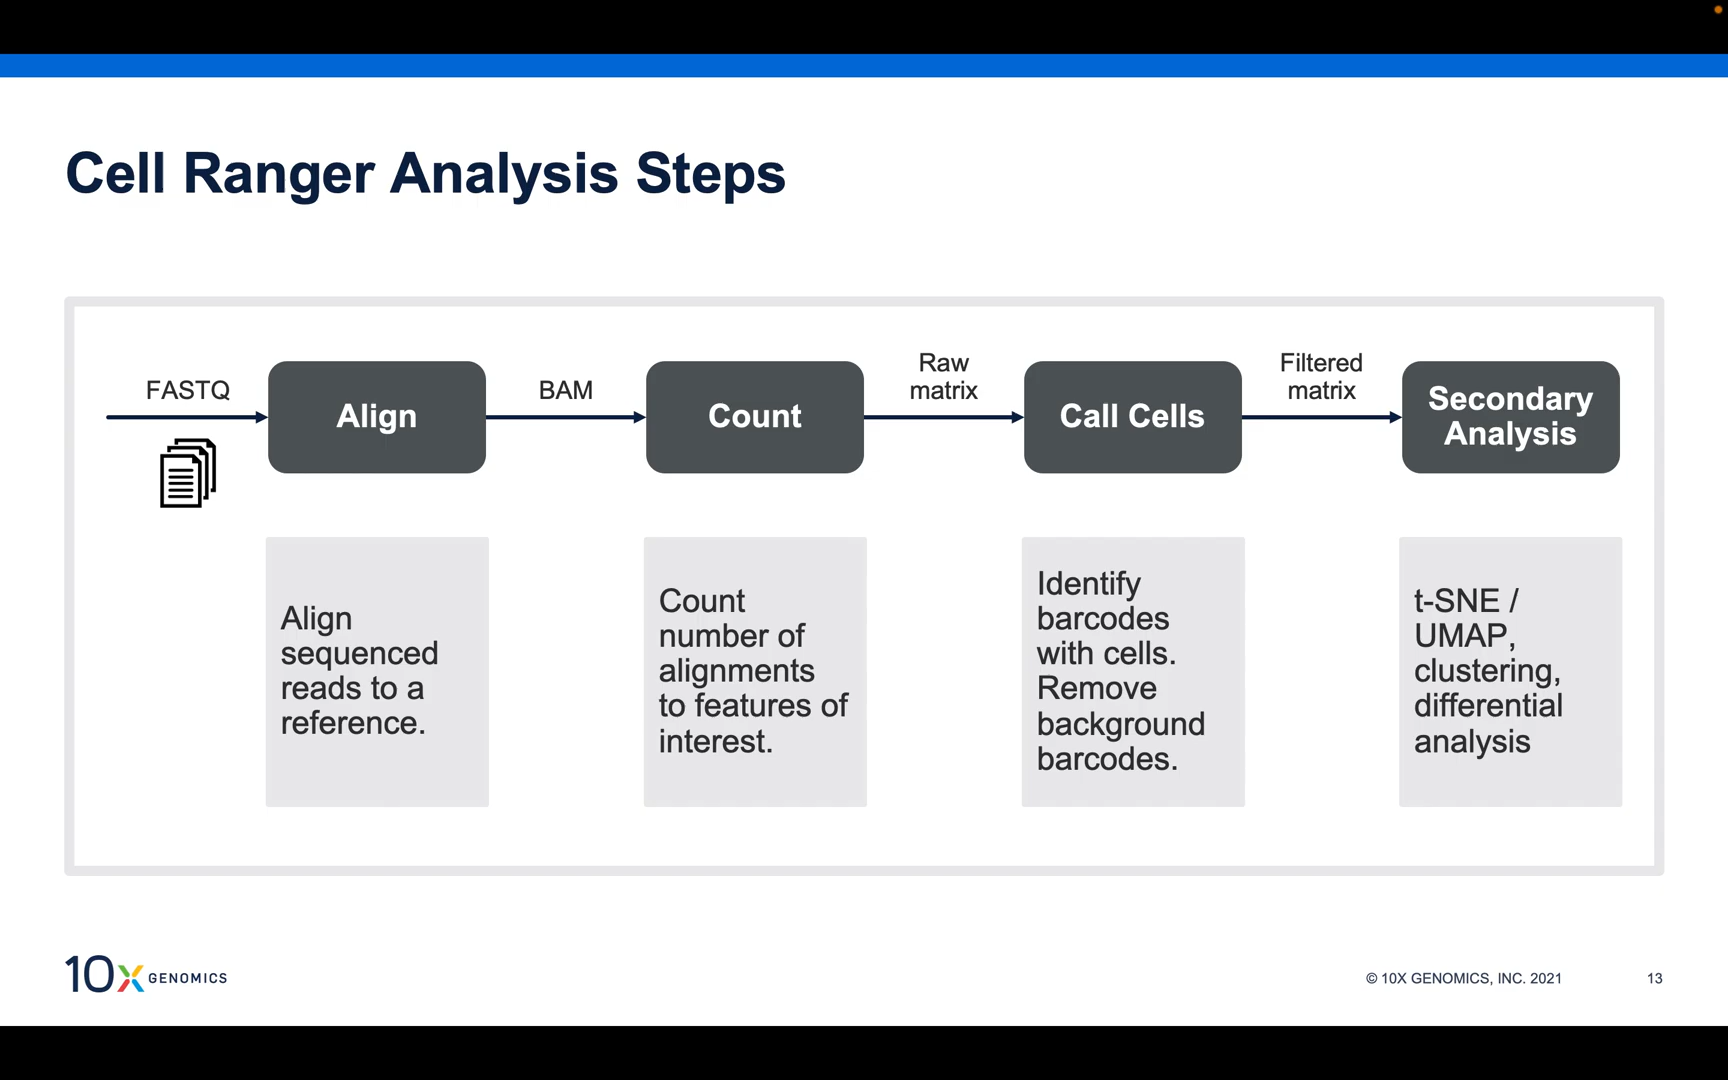 Cell Ranger Analysis Steps
FASTQ
Align
BAM
Count
Raw
matrix
Call Cells
Filtered
matrix
Secondary
Analysis
Align
sequenced
reads to a
reference.
Count
number of
alignments
to features of
interest.
Identify
barcodes
with cells.
Remove
background
barcodes.
t-SNE /
UMAP,
clustering,
differential
analysis
10x GENOMICS
© 10X GENOMICS, INC. 2021
13